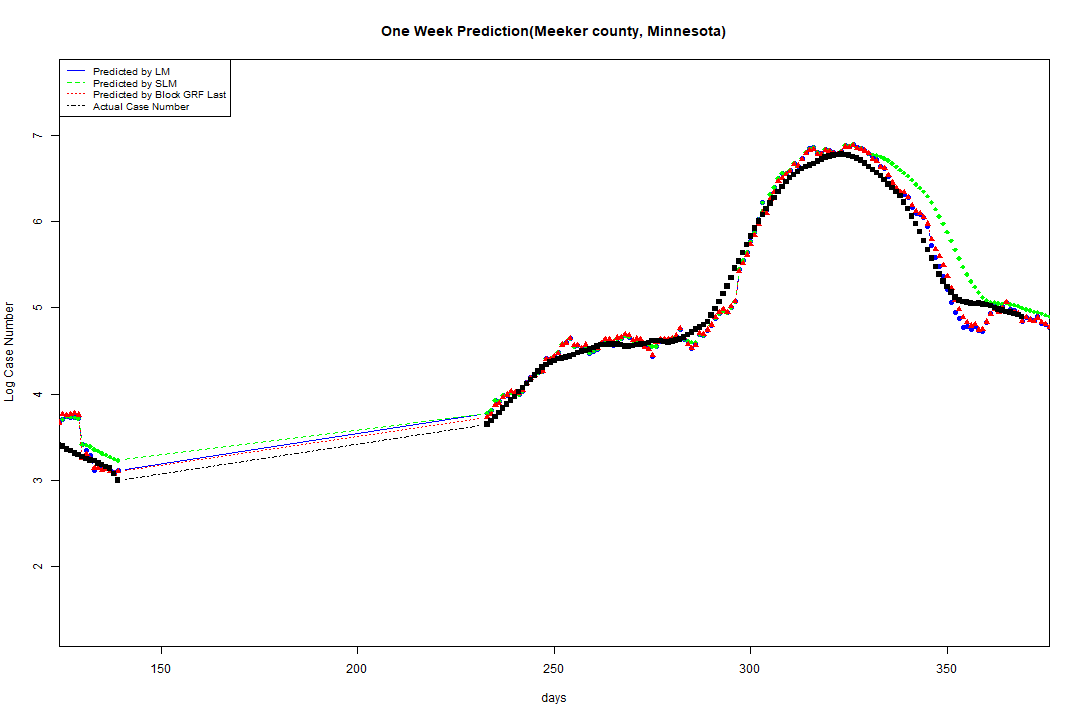 One Week Prediction(Meeker county, Minnesota)
Predicted by LM
Predicted by SLM
Predicted by Block GRF Last
Actual Case Number
7
6
5
4
3
2
Log Case Number
150 200 250 300 350
days